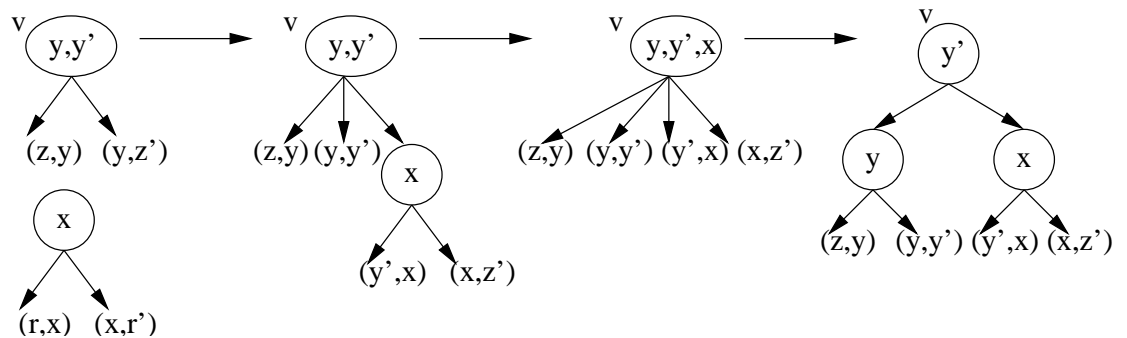 v
y,y'
(z,y) (y,z')
x
(r,x) (x,r')
v
y,y'
(z,y) (y,y')
x
(y',x) (x,z')
v
y,y',x
(z,y) (y,y') (y',x) (x,z')
v
y'
y x
(z,y) (y,y') (y',x) (x,z')